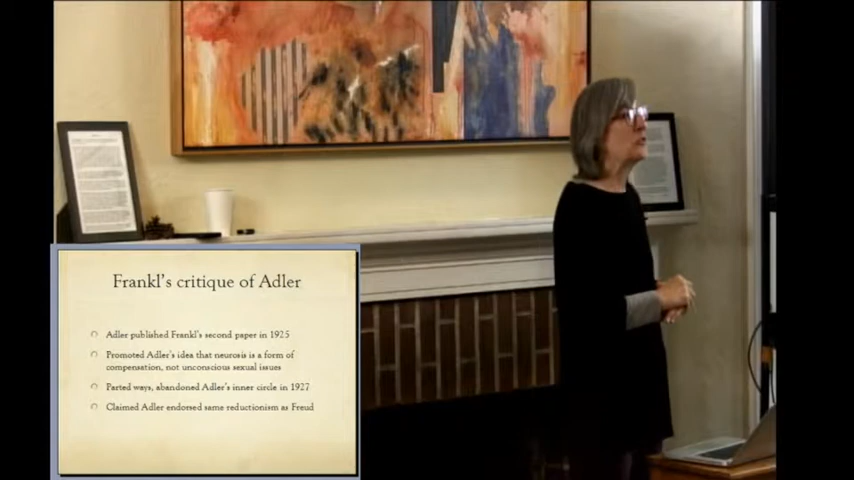 Frankl's critique of Adler
Adler published Frankl's second paper in 1925
Promoted Adler's idea that neurosis is a form of
compensation, not unconscious sexual issues
Parted ways, abandoned Adler's inner circle in 1927
Claimed Adler endorsed same reductionism as Freud